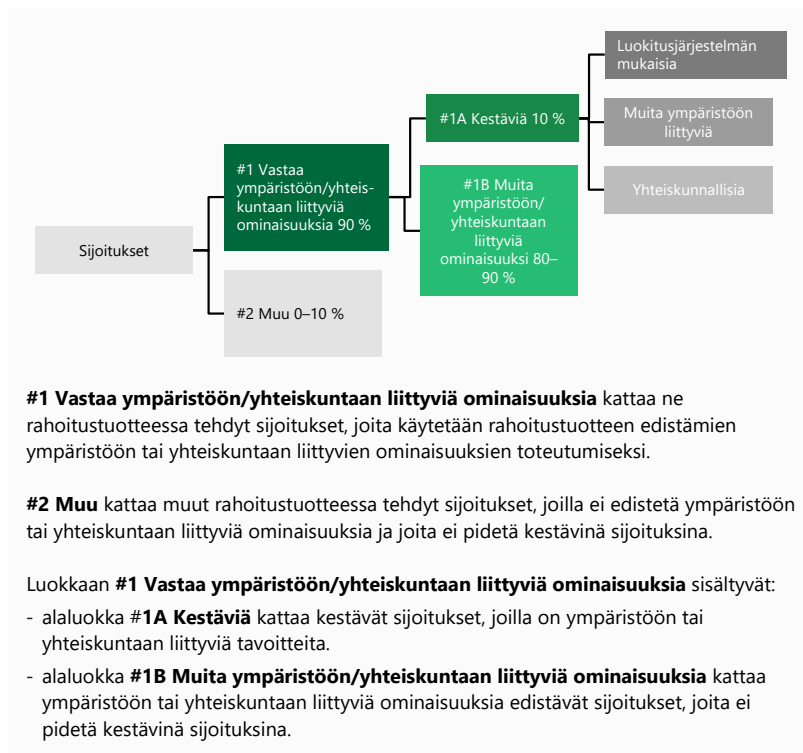 Luokitusjärjestelmän
mukaisia
#1A Kestäviä 10 %
Muita ympäristöön
liittyviä
#1 Vastaa
ympäristöön/yhteis-
kuntaan liittyviä
ominaisuuksia 90 %
#1B Muita
ympäristöön/
yhteiskuntaan
liittyviä
ominaisuuksi 80–
90 %
Yhteiskunnallisia
Sijoitukset
#2 Muu 0–10 %
#1 Vastaa ympäristöön/yhteiskuntaan liittyviä ominaisuuksia kattaa ne
rahoitustuotteessa tehdyt sijoitukset, joita käytetään rahoitustuotteen edistämien
ympäristöön tai yhteiskuntaan liittyvien ominaisuuksien toteutumiseksi.
#2 Muu kattaa muut rahoitustuotteessa tehdyt sijoitukset, joilla ei edistetä ympäristöön
tai yhteiskuntaan liittyviä ominaisuuksia ja joita ei pidetä kestävinä sijoituksina.
Luokkaan #1 Vastaa ympäristöön/yhteiskuntaan liittyviä ominaisuuksia sisältyvät:
- alaluokka #1A Kestäviä kattaa kestävät sijoitukset, joilla on ympäristöön tai
yhteiskuntaan liittyviä tavoitteita.
- alaluokka #1B Muita ympäristöön/yhteiskuntaan liittyviä ominaisuuksia kattaa
ympäristöön tai yhteiskuntaan liittyviä ominaisuuksia edistävät sijoitukset, joita ei
pidetä kestävinä sijoituksina.